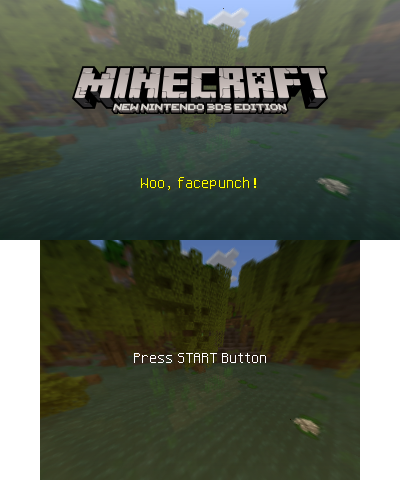 MINECRAFT
NEW NINTENDO 3DS EDITION
Woo, facepunch!
Press START Button